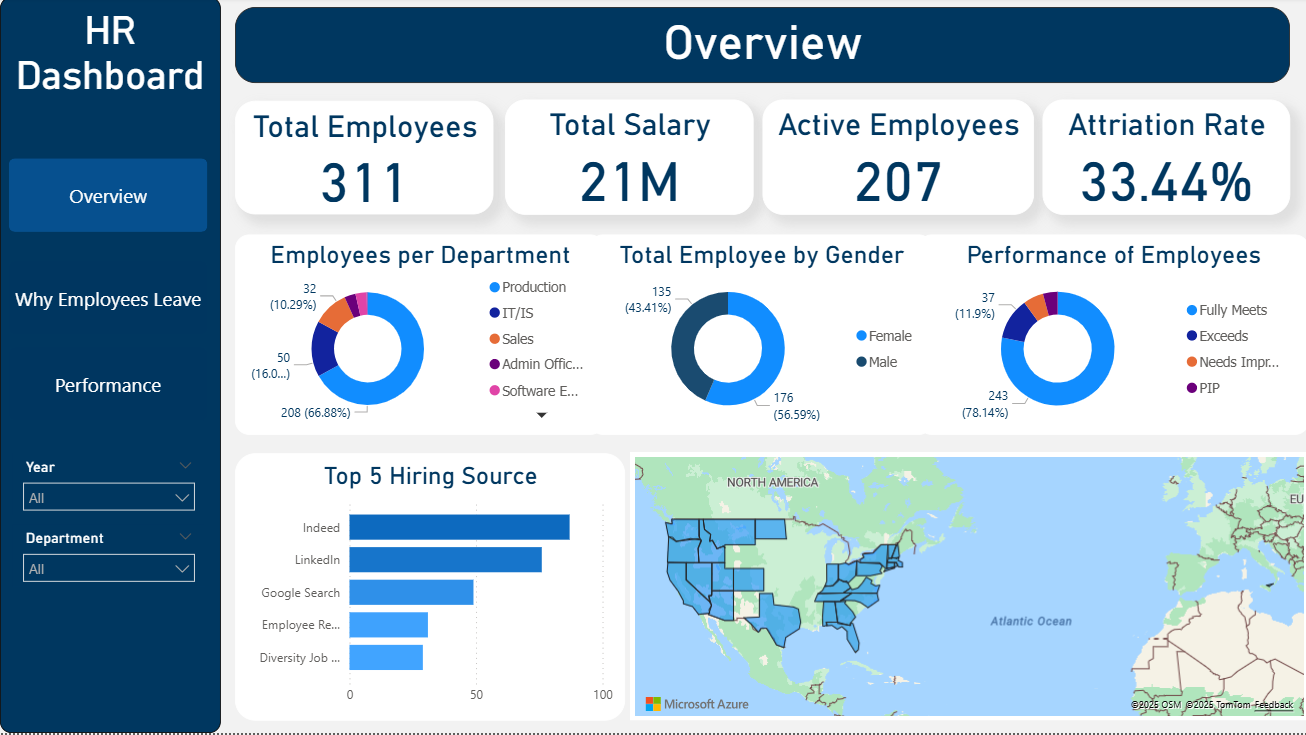 HR
Dashboard
Overview
Why Employees Leave
Performance
Year
All
Department
All
Overview
Total Employees
311
Total Salary
21M
Active Employees
207
Attriation Rate
33.44%
Employees per Department
32
(10.29%)
50
(16.0...)
208 (66.88%)
Production
IT/IS
Sales
Admin Offic...
Software E...
Total Employee by Gender
135
(43.41%)
176
(56.59%)
Female
Male
Performance of Employees
37
(11.9%)
243
(78.14%)
Fully Meets
Exceeds
Needs Impr...
PIP
Top 5 Hiring Source
Indeed
LinkedIn
Google Search
Employee Re...
Diversity Job ...
0 50 100
NORTH AMERICA
EU
Atlantic Ocean
Microsoft Azure
©2025 OSM ©2025 TomTom Feedback